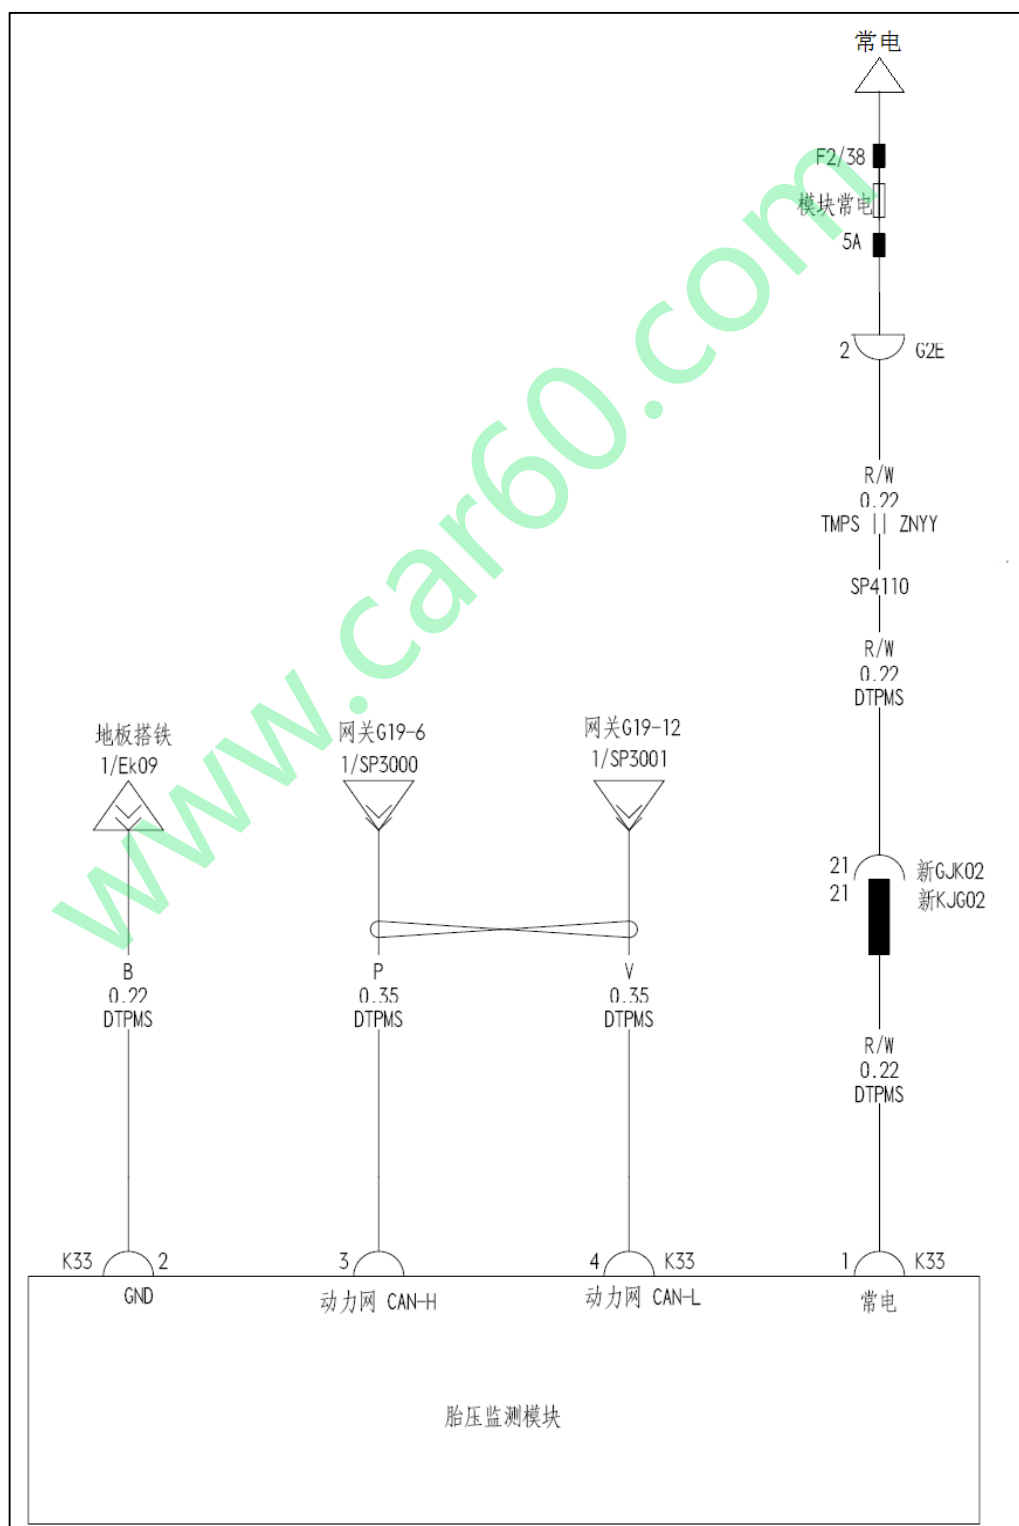 常电
F2/38
模块常电
5A
2 G2E
R/W
0.22
TMPS || ZNYY
SP4110
R/W
0.22
DTPMS
地板搭铁
1/Ek09
网关G19-6
1/SP3000
网关G19-12
1/SP3001
21 新GJK02
21 新KJG02
B
0.22
DTPMS
P
0.35
DTPMS
V
0.35
DTPMS
R/W
0.22
DTPMS
K33 2
3
4 K33
1 K33
GND
动力网 CAN-H
动力网 CAN-L
常电
胎压监测模块
www.car60.com